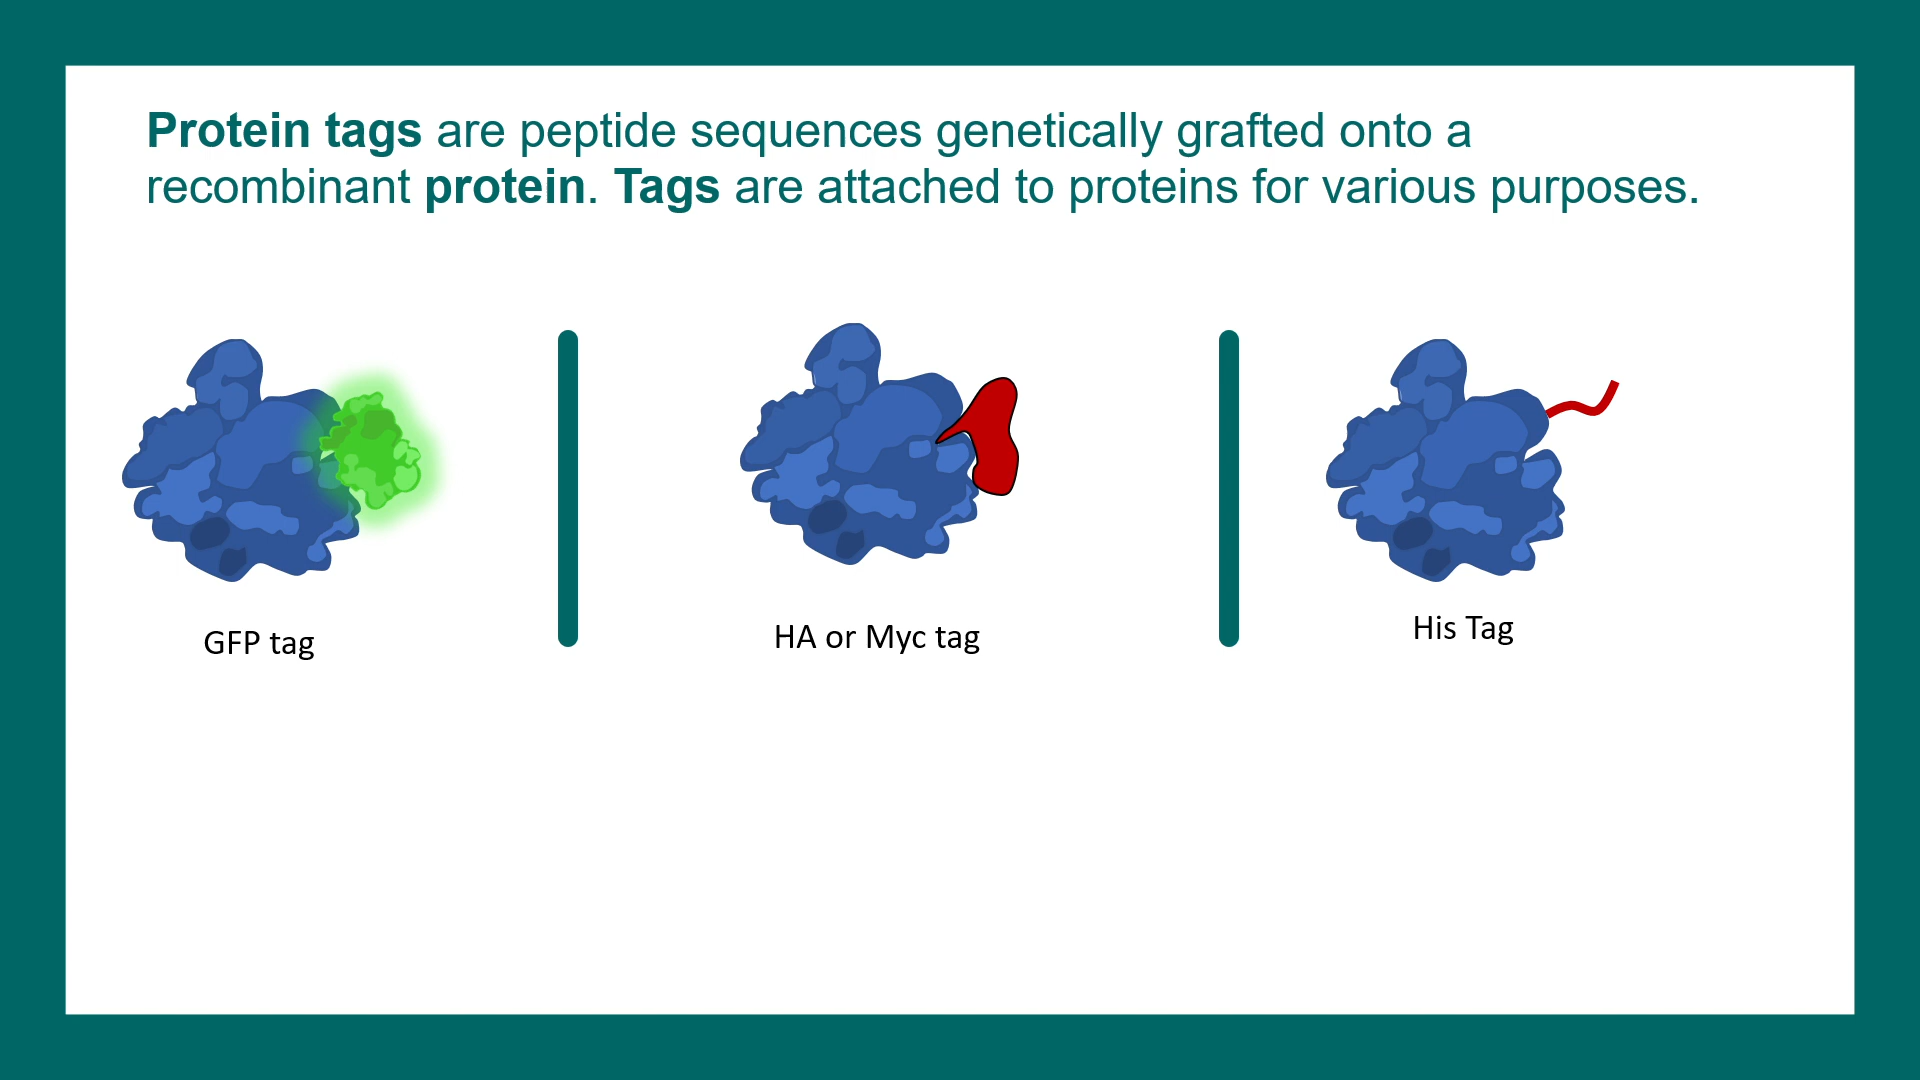 Protein tags are peptide sequences genetically grafted onto a
recombinant protein. Tags are attached to proteins for various purposes.
GFP tag
HA or Myc tag
His Tag